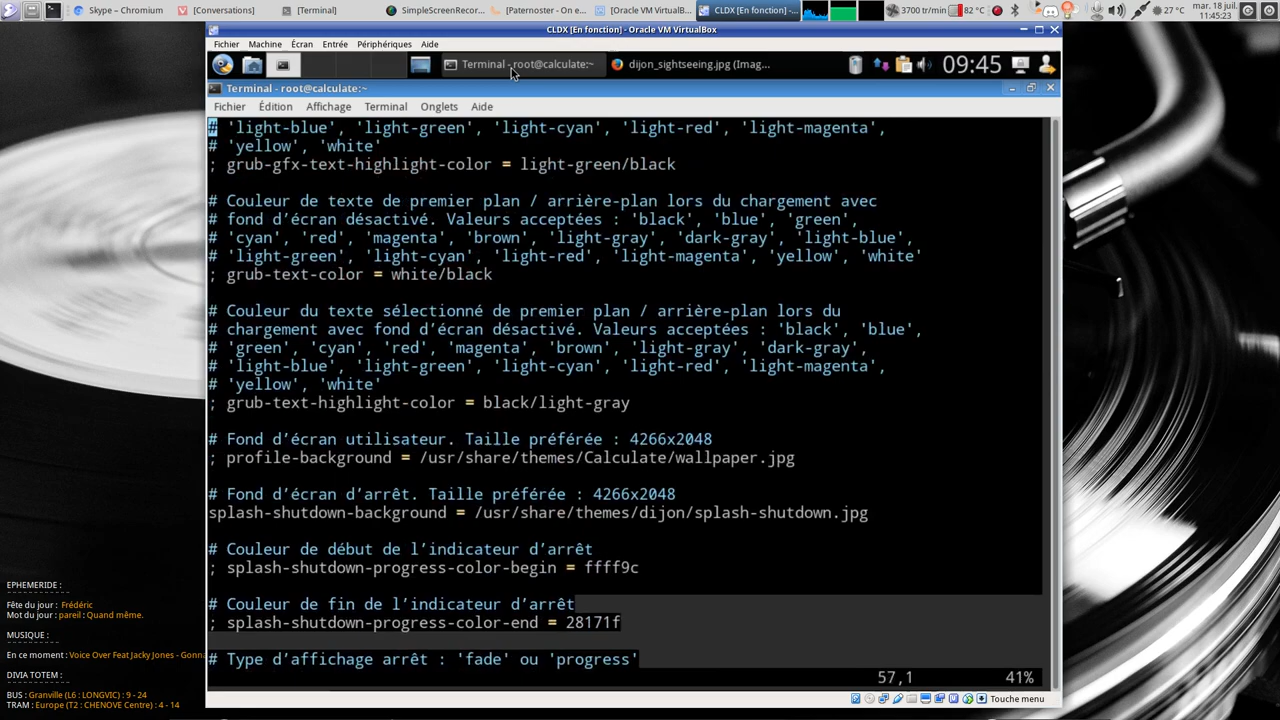 Skype – Chromium
[Conversations]
[Terminal]
SimpleScreenRecor...
[Paternoster - On e...
[Oracle VM VirtualB...
CLDX [En fonction] -...
3700 tr/min
82 °C
27 °C
mar. 18 juil.
11:45:23
CLDX [En fonction] - Oracle VM VirtualBox
Fichier Machine Écran Entrée Périphériques Aide
Terminal - root@calculate:~
dijon_sightseeing.jpg (Imag...
09:45
Terminal - root@calculate:~
Fichier Édition Affichage Terminal Onglets Aide
# 'light-blue', 'light-green', 'light-cyan', 'light-red', 'light-magenta',
# 'yellow', 'white'
; grub-gfx-text-highlight-color = light-green/black
# Couleur de texte de premier plan / arrière-plan lors du chargement avec
# fond d’écran désactivé. Valeurs acceptées : 'black', 'blue', 'green',
# 'cyan', 'red', 'magenta', 'brown', 'light-gray', 'dark-gray', 'light-blue',
# 'light-green', 'light-cyan', 'light-red', 'light-magenta', 'yellow', 'white'
; grub-text-color = white/black
# Couleur du texte sélectionné de premier plan / arrière-plan lors du
# chargement avec fond d’écran désactivé. Valeurs acceptées : 'black', 'blue',
# 'green', 'cyan', 'red', 'magenta', 'brown', 'light-gray', 'dark-gray',
# 'light-blue', 'light-green', 'light-cyan', 'light-red', 'light-magenta',
# 'yellow', 'white'
; grub-text-highlight-color = black/light-gray
# Fond d’écran utilisateur. Taille préférée : 4266x2048
; profile-background = /usr/share/themes/Calculate/wallpaper.jpg
# Fond d’écran d’arrêt. Taille préférée : 4266x2048
splash-shutdown-background = /usr/share/themes/dijon/splash-shutdown.jpg
# Couleur de début de l’indicateur d’arrêt
; splash-shutdown-progress-color-begin = ffff9c
# Couleur de fin de l’indicateur d’arrêt
; splash-shutdown-progress-color-end = 28171f
# Type d’affichage arrêt : 'fade' ou 'progress'
57,1 41%
Touche menu
EPHEMERIDE :
Fête du jour : Frédéric
Mot du jour : pareil : Quand même.
MUSIQUE :
En ce moment : Voice Over Feat Jacky Jones - Gonn
DIVIA TOTEM :
BUS : Granville (L6 : LONGVIC) : 9 - 24
TRAM : Europe (T2 : CHENOVE Centre) : 4 - 14